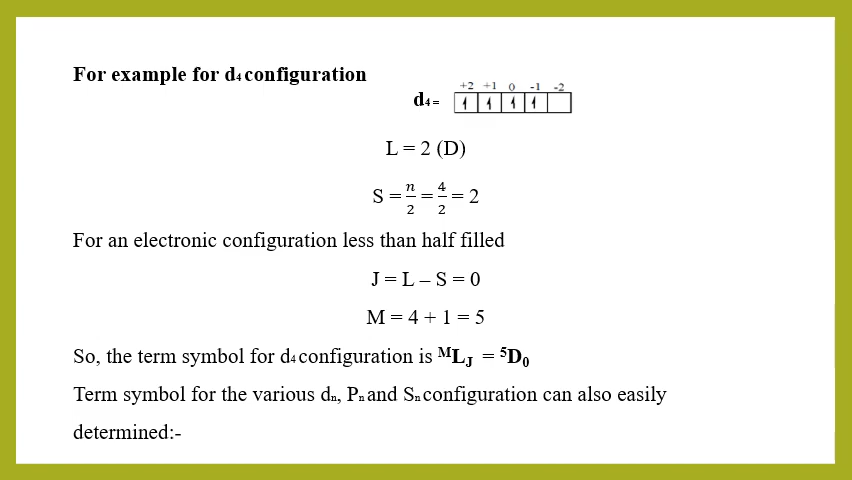 For example for d4 configuration
+2 +1 0 -1 -2
d4 =
L = 2 (D)
S = n/2 = 4/2 = 2
For an electronic configuration less than half filled
J = L – S = 0
M = 4 + 1 = 5
So, the term symbol for d4 configuration is ᴹLJ = ⁵D₀
Term symbol for the various dn, Pn and Sn configuration can also easily
determined:-